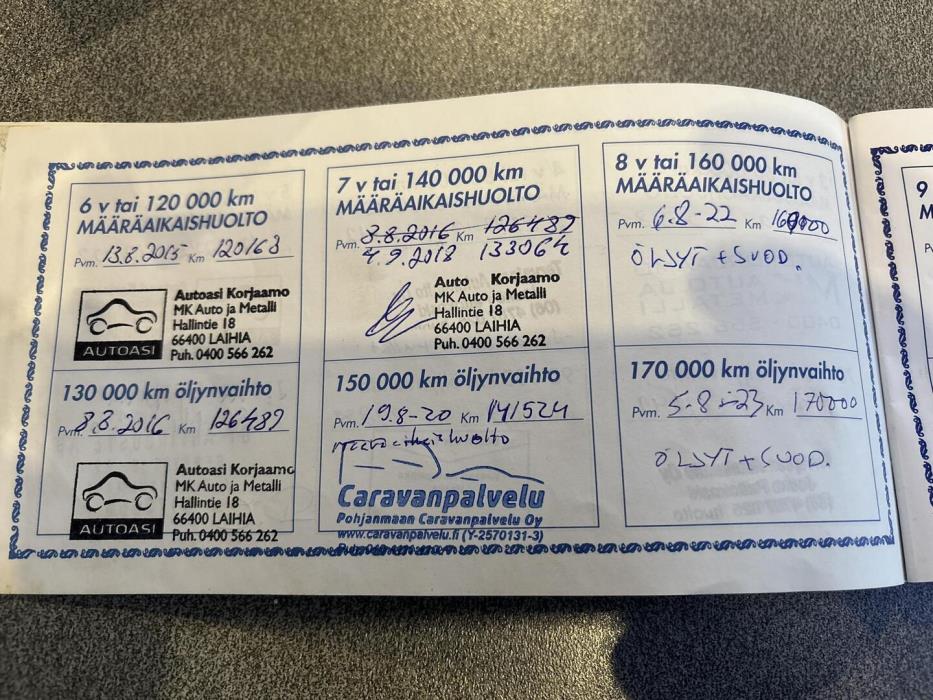 6 v tai 120 000 km
MÄÄRÄAIKAISHUOLTO
Pvm. 13.8.2015 Km 120163
AUTOASI
Autoasi Korjaamo
MK Auto ja Metalli
Hallintie 18
66400 LAIHIA
Puh. 0400 566 262
130 000 km öljynvaihto
Pvm. 8.8.2016 Km 126489
AUTOASI
Autoasi Korjaamo
MK Auto ja Metalli
Hallintie 18
66400 LAIHIA
Puh. 0400 566 262
7 v tai 140 000 km
MÄÄRÄAIKAISHUOLTO
Pvm. 8.8.2016 Km 126489
4.9.2018 133064
Auto Korjaamo
MK Auto ja Metalli
Hallintie 18
66400 LAIHIA
Puh. 0400 566 262
150 000 km öljynvaihto
Pvm. 19.8-20 Km 141524
määräaikaishuolto
Caravanpalvelu
Pohjanmaan Caravanpalvelu Oy
www.caravanpalvelu.fi (Y-2570131-3)
8 v tai 160 000 km
MÄÄRÄAIKAISHUOLTO
Pvm. 6.8-22 Km 160000
ÖLJYT + SUOD.
170 000 km öljynvaihto
Pvm. 5-8-23 Km 170000
ÖLJYT + SUOD.
9
M